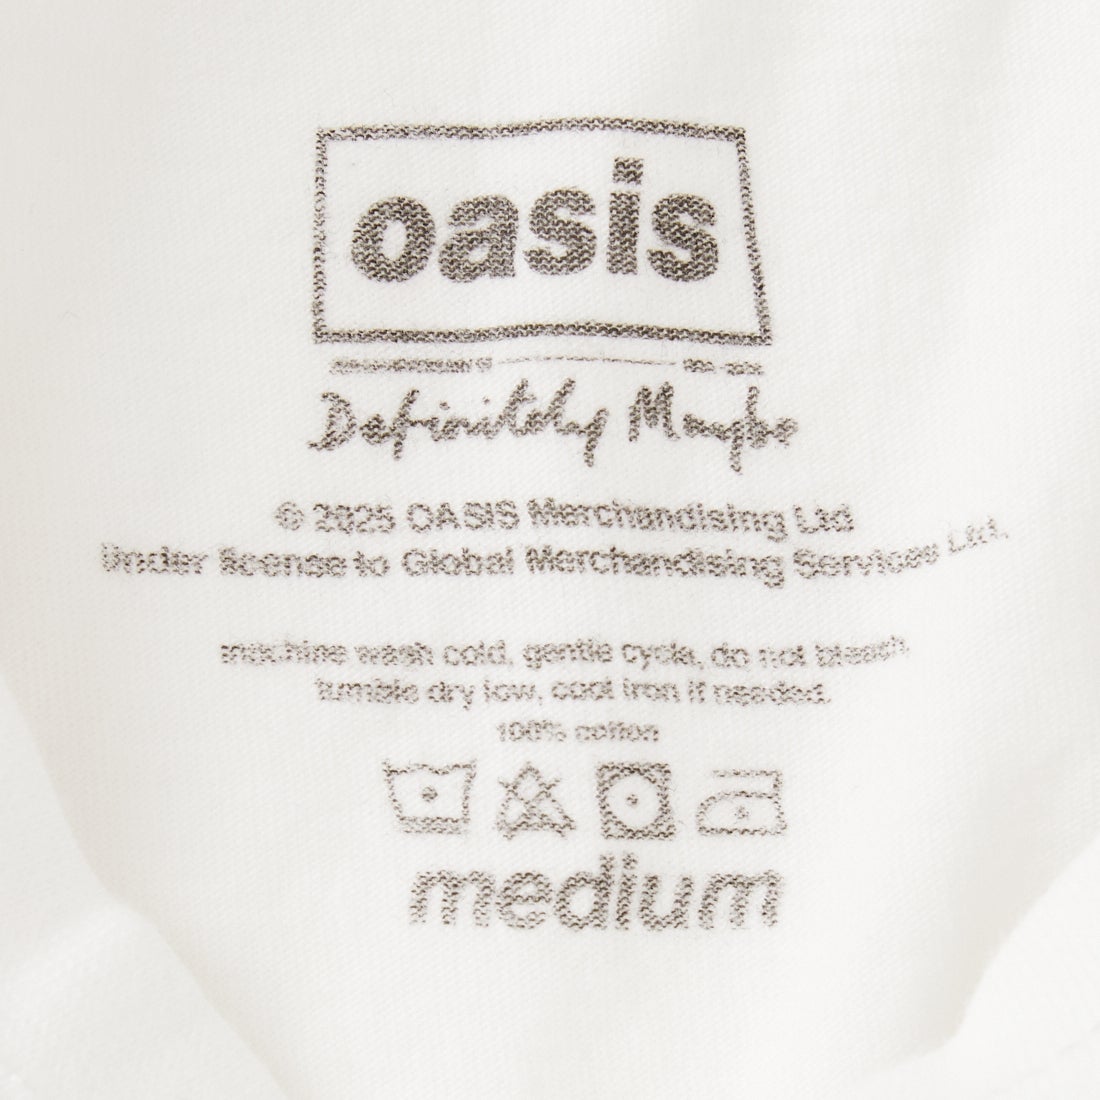 oasis
Definitely Maybe
© 2025 OASIS Merchandising Ltd
Under license to Global Merchandising Services Ltd.
machine wash cold, gentle cycle, do not bleach
tumble dry low, cool iron if needed.
100% cotton
medium